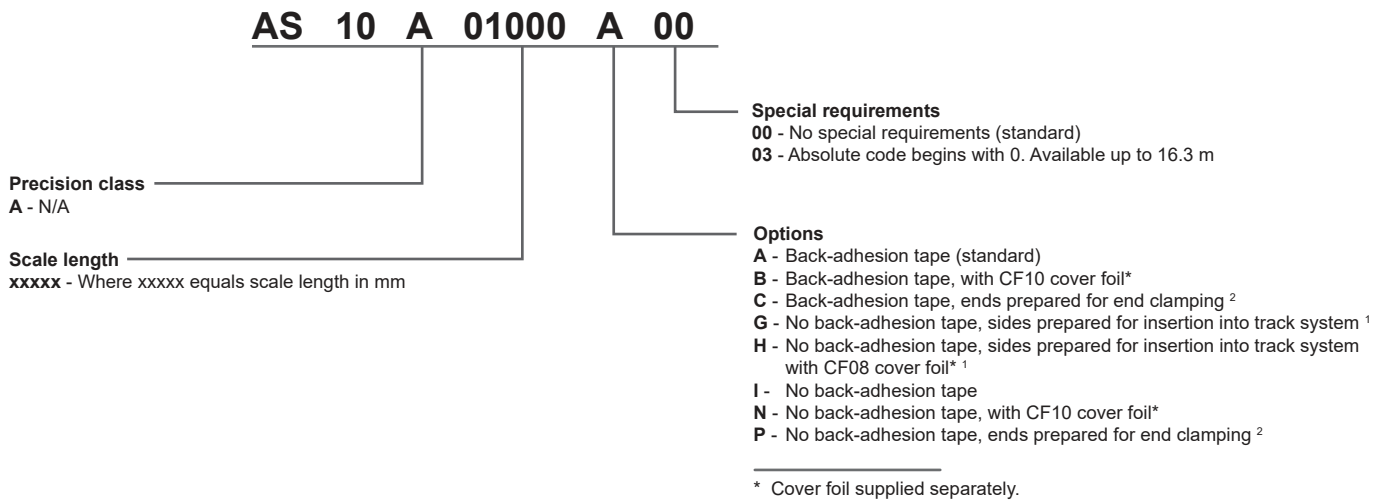 AS 10 A 01000 A 00
Special requirements
00 - No special requirements (standard)
03 - Absolute code begins with 0. Available up to 16.3 m
Precision class
A - N/A
Scale length
xxxxx - Where xxxxx equals scale length in mm
Options
A - Back-adhesion tape (standard)
B - Back-adhesion tape, with CF10 cover foil*
C - Back-adhesion tape, ends prepared for end clamping 2
G - No back-adhesion tape, sides prepared for insertion into track system 1
H - No back-adhesion tape, sides prepared for insertion into track system
with CF08 cover foil* 1
I - No back-adhesion tape
N - No back-adhesion tape, with CF10 cover foil*
P - No back-adhesion tape, ends prepared for end clamping 2
* Cover foil supplied separately.